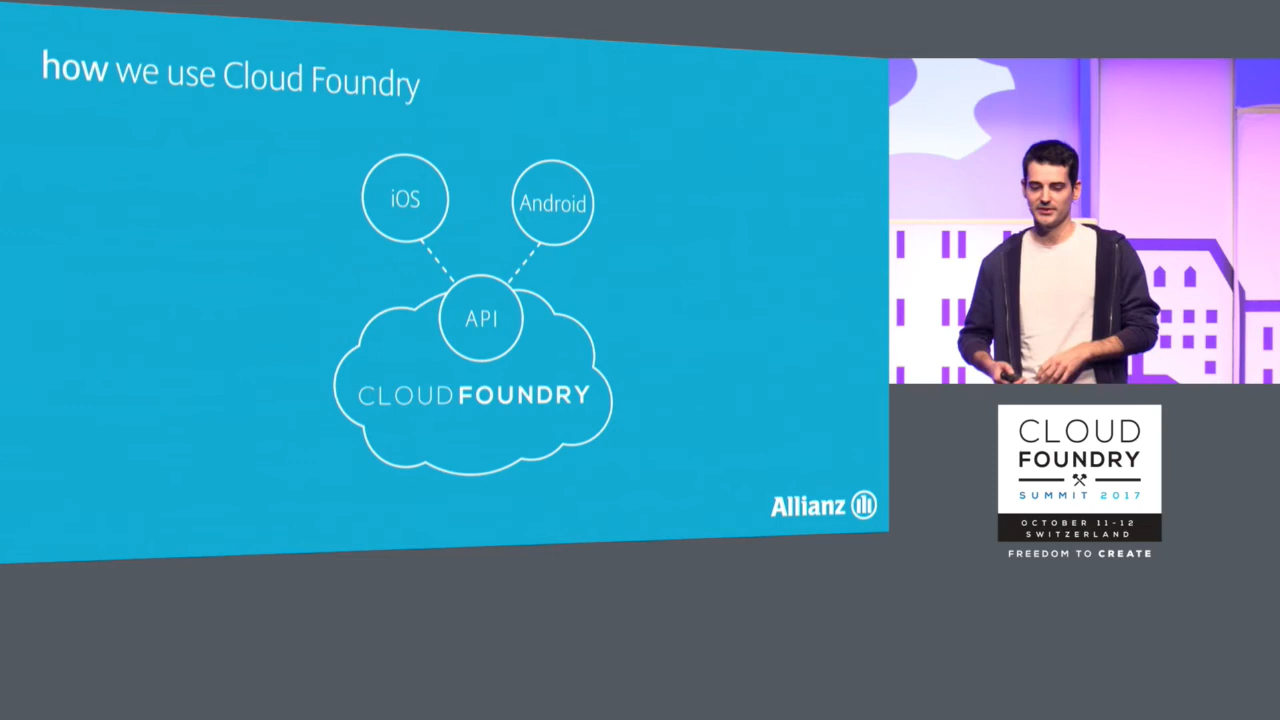 how we use Cloud Foundry
iOS
Android
API
CLOUDFOUNDRY
Allianz
CLOUD
FOUNDRY
SUMMIT 2017
OCTOBER 11-12
SWITZERLAND
FREEDOM TO CREATE